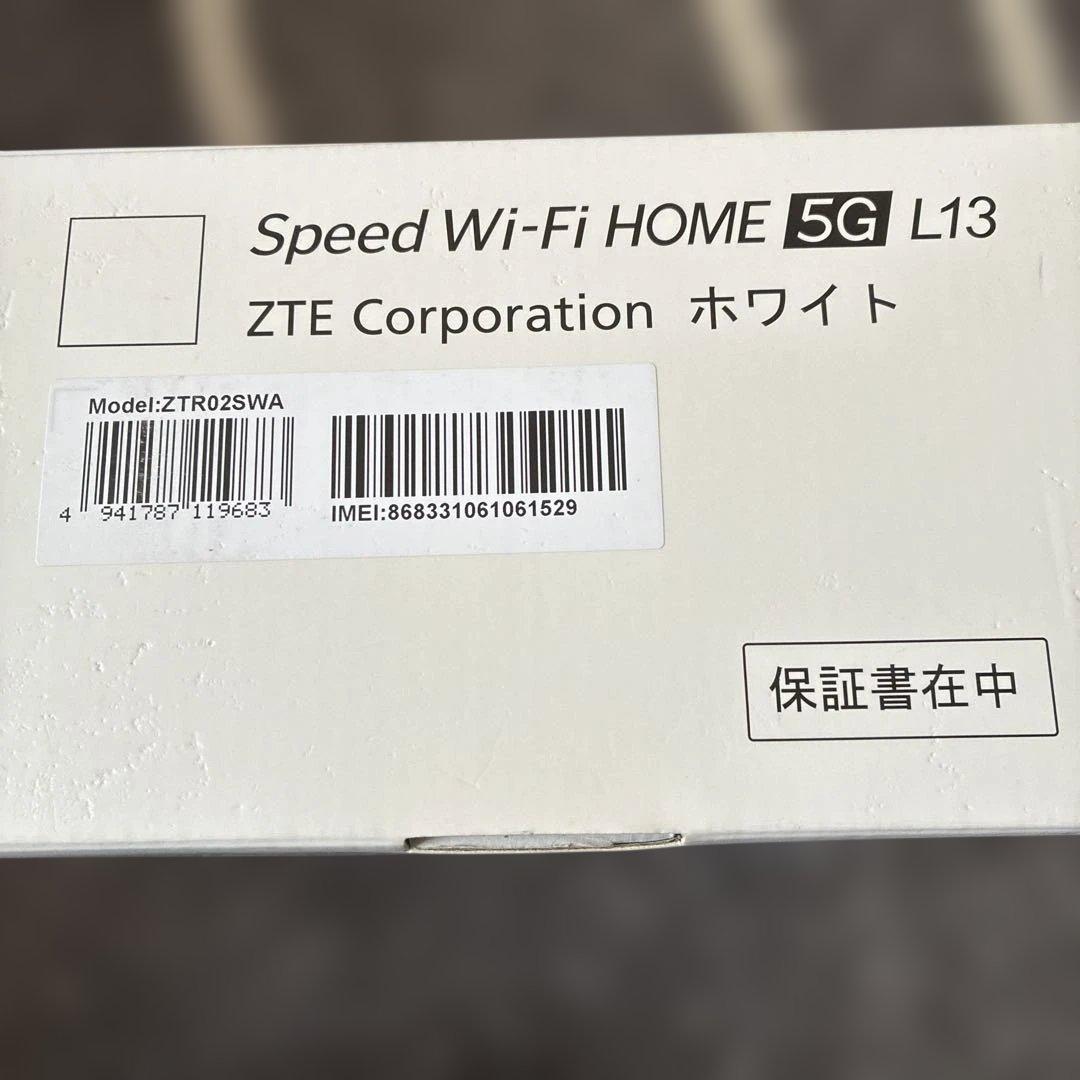 Speed Wi-Fi HOME 5G L13
ZTE Corporation ホワイト
Model:ZTR02SWA
4 941787 119683
IMEI:868331061061529
保証書在中